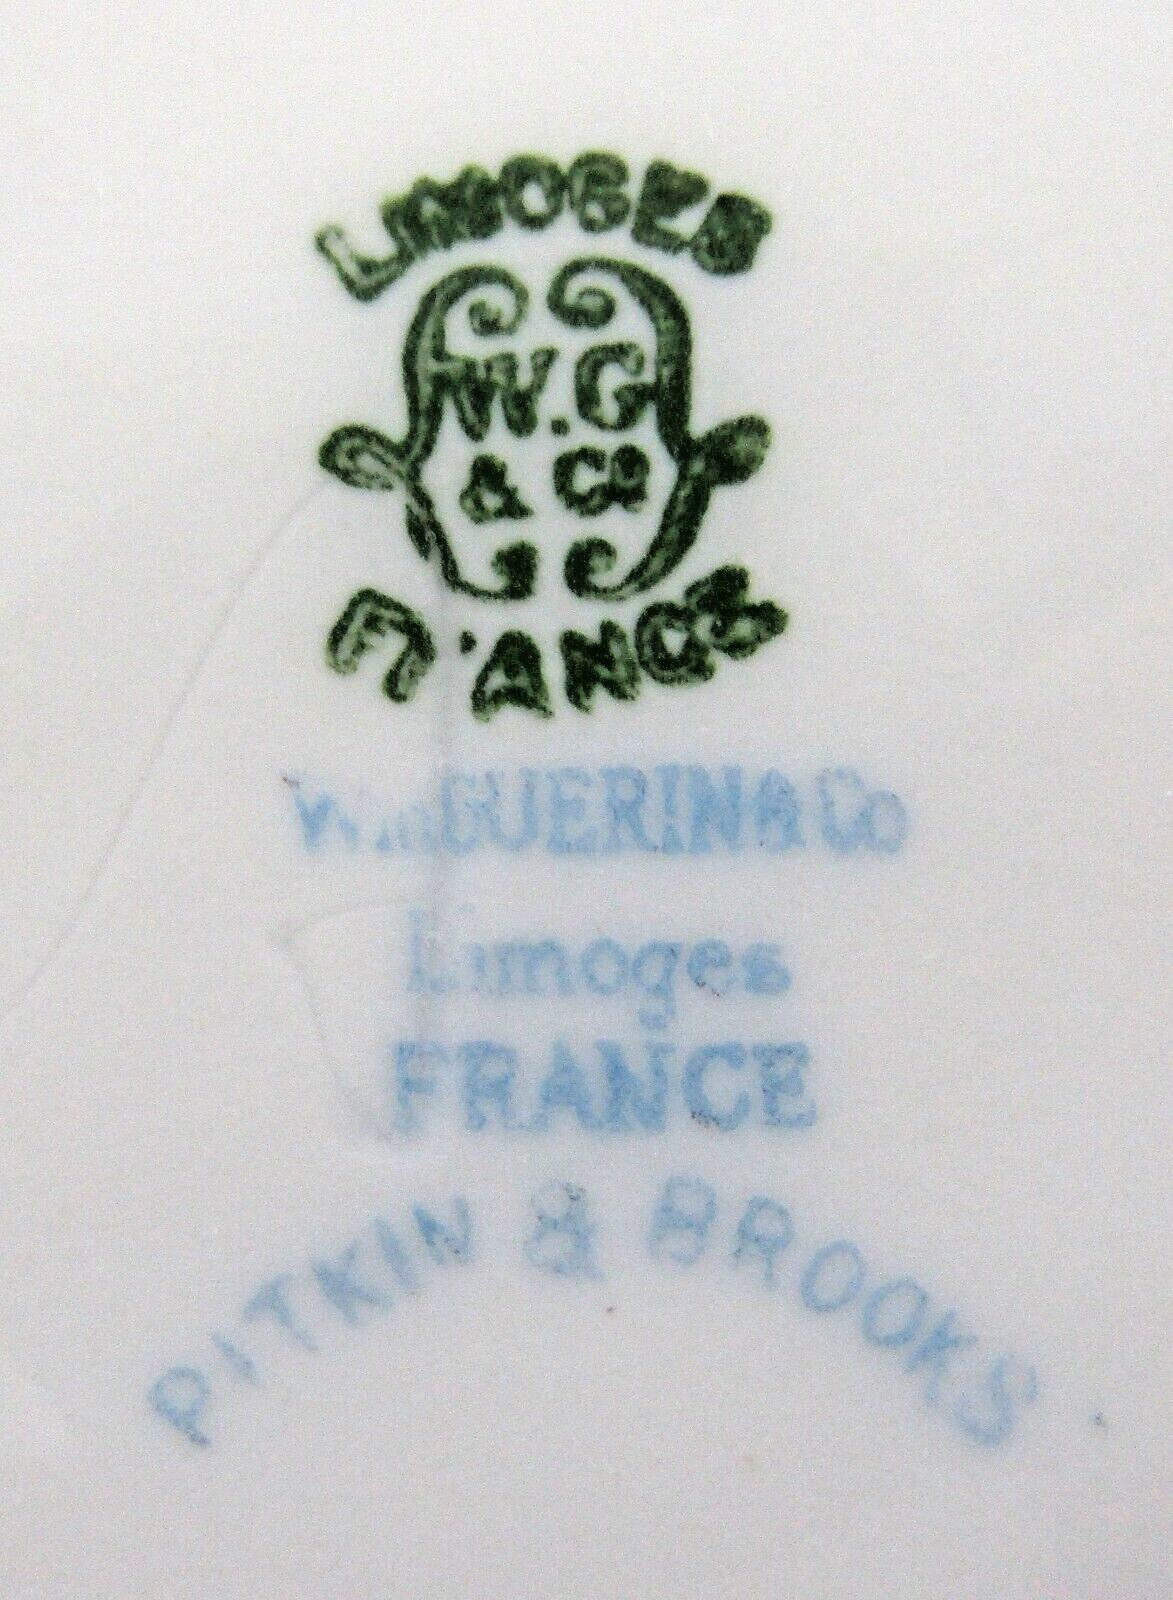 LIMOGES
W.G
& Co
FRANCE
Wm GUERIN & Co
Limoges
FRANCE
PITKIN & BROOKS